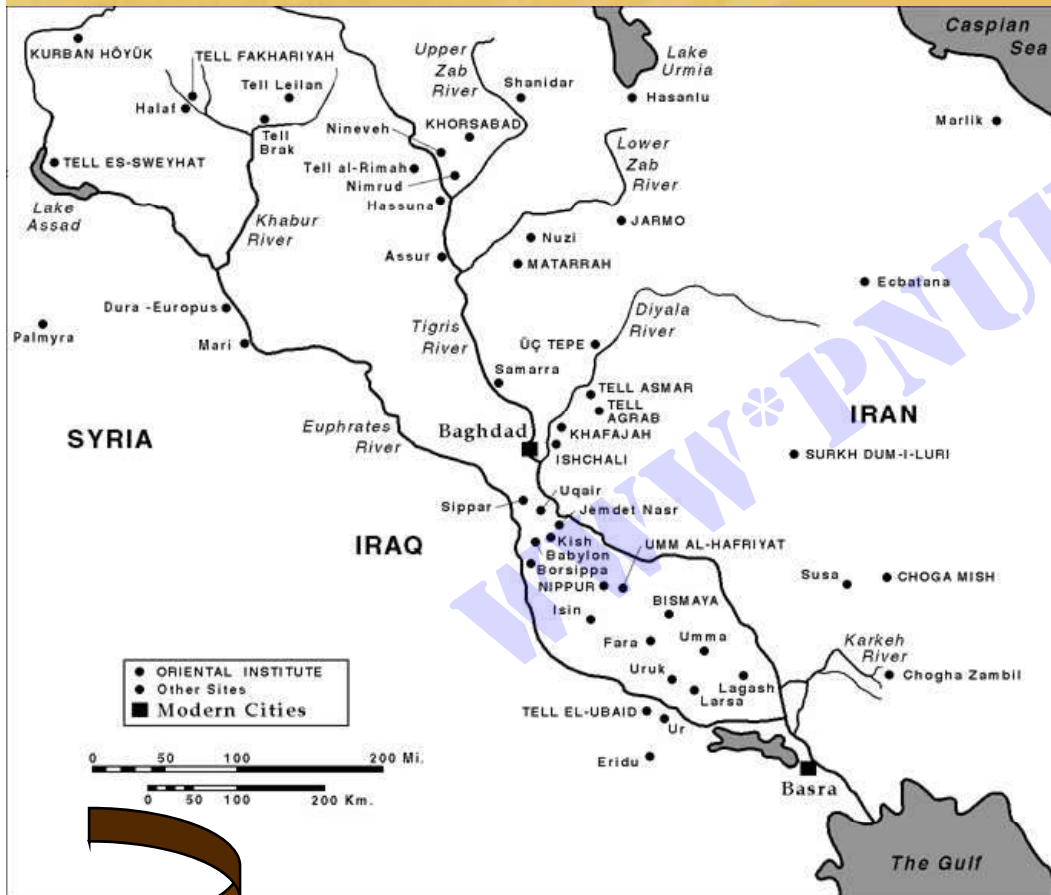 Caspian
Sea
KURBAN HÖYÜK
TELL FAKHARIYAH
Upper
Zab
River
Lake
Urmia
Tell Leilan
Shanidar
Hasanlu
Halaf
KHORSABAD
Marlik
Nineveh
Tell
Brak
Lower
Zab
River
TELL ES-SWEYHAT
Tell al-Rimah
Nimrud
Hassuna
Lake
Assad
Khabur
River
JARMO
Nuzi
Assur
MATARRAH
Ecbatana
Dura -Europus
Diyala
River
Palmyra
Mari
Tigris
River
ÜÇ TEPE
Samarra
TELL ASMAR
TELL
AGRAB
IRAN
SYRIA
Euphrates
River
Baghdad
KHAFAJAH
ISHCHALI
SURKH DUM-I-LURI
Uqair
Sippar
Jemdet Nasr
IRAQ
Kish
UMM AL-HAFRIYAT
Babylon
Borsippa
NIPPUR
Susa
CHOGA MISH
BISMAYA
Isin
Fara
Umma
Karkeh
River
Uruk
Lagash
Chogha Zambil
Larsa
TELL EL-UBAID
Ur
Eridu
Basra
The Gulf
ORIENTAL INSTITUTE
Other Sites
Modern Cities
0 50 100 200 Mi.
0 50 100 200 Km.
WWW*PNU